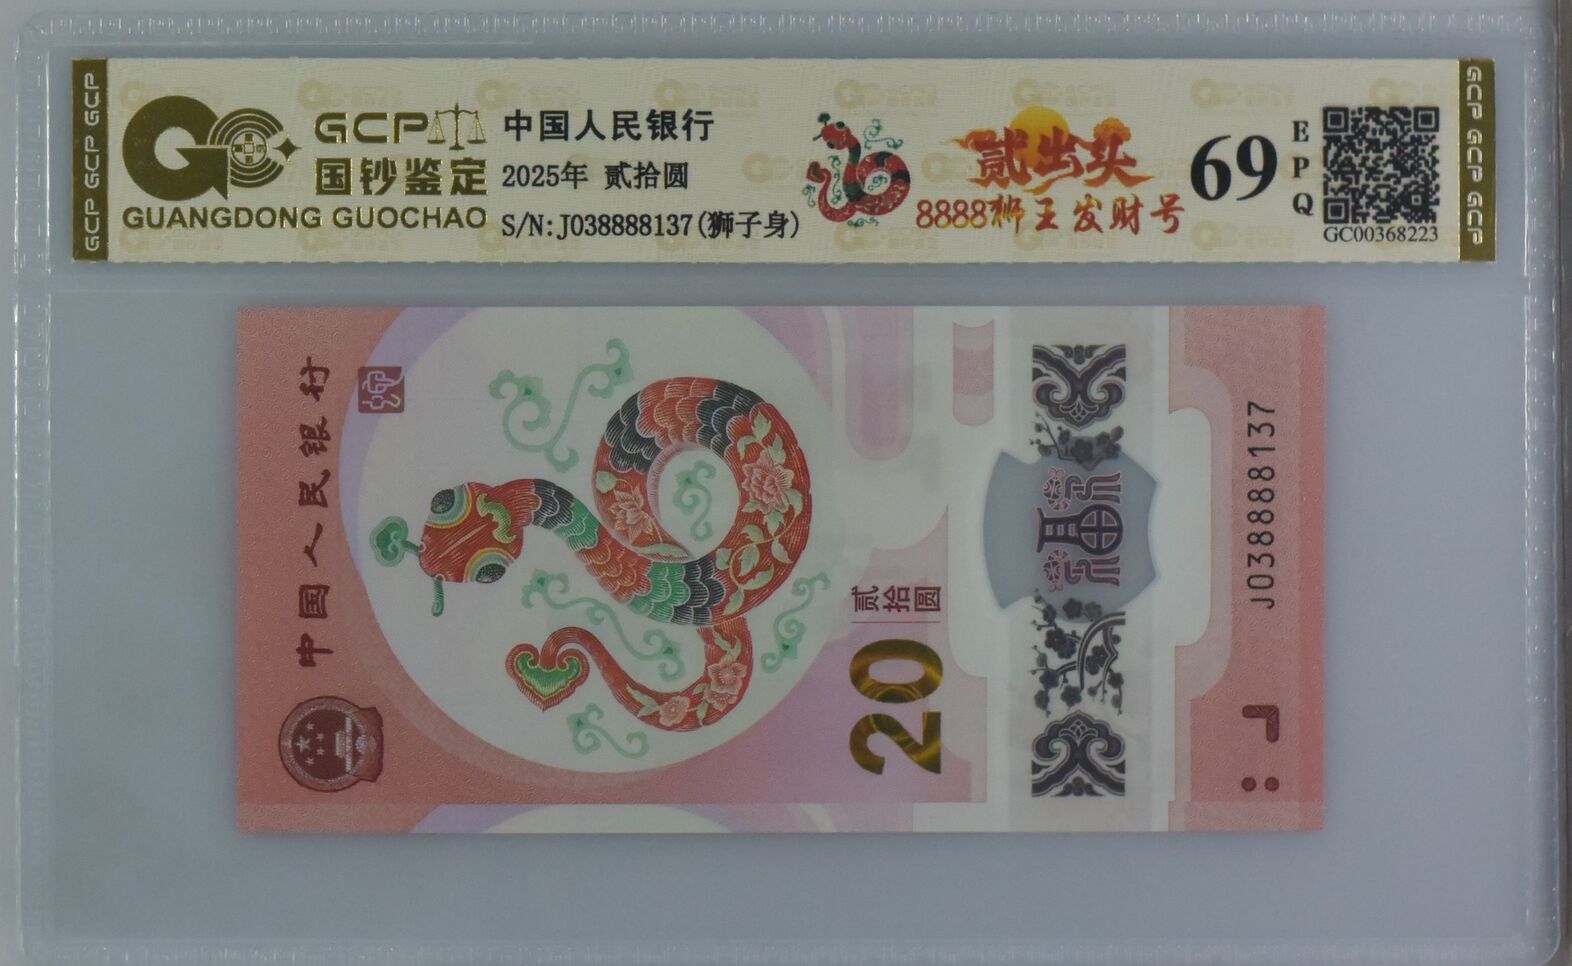 GCP GCP GCP
GCP
国钞鉴定
GUANGDONG GUOCHAO
中国人民银行
2025年 贰拾圆
S/N:J038888137(狮子身)
贰出头
8888狮王发财号
69
EPQ
GC00368223
GCP GCP GCP
中国人民银行
贰拾圆
20
福
J038888137